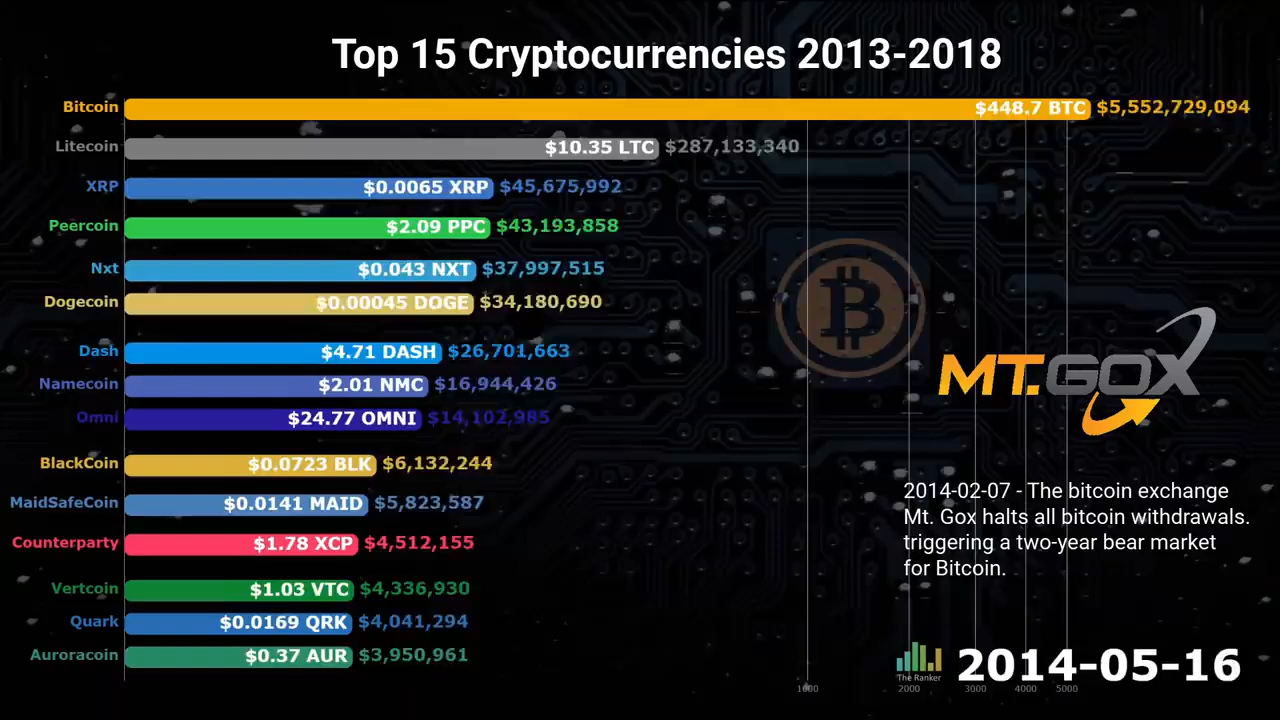 Top 15 Cryptocurrencies 2013-2018
Bitcoin $448.7 BTC $5,552,729,094
Litecoin $10.35 LTC $287,133,340
XRP $0.0065 XRP $45,675,992
Peercoin $2.09 PPC $43,193,858
Nxt $0.043 NXT $37,997,515
Dogecoin $0.00045 DOGE $34,180,690
Dash $4.71 DASH $26,701,663
Namecoin $2.01 NMC $16,944,426
Omni $24.77 OMNI $14,102,985
BlackCoin $0.0723 BLK $6,132,244
MaidSafeCoin $0.0141 MAID $5,823,587
Counterparty $1.78 XCP $4,512,155
Vertcoin $1.03 VTC $4,336,930
Quark $0.0169 QRK $4,041,294
Auroracoin $0.37 AUR $3,950,961
MT.GOX
2014-02-07 - The bitcoin exchange
Mt. Gox halts all bitcoin withdrawals.
triggering a two-year bear market
for Bitcoin.
The Ranker
2014-05-16
1000 2000 3000 4000 5000